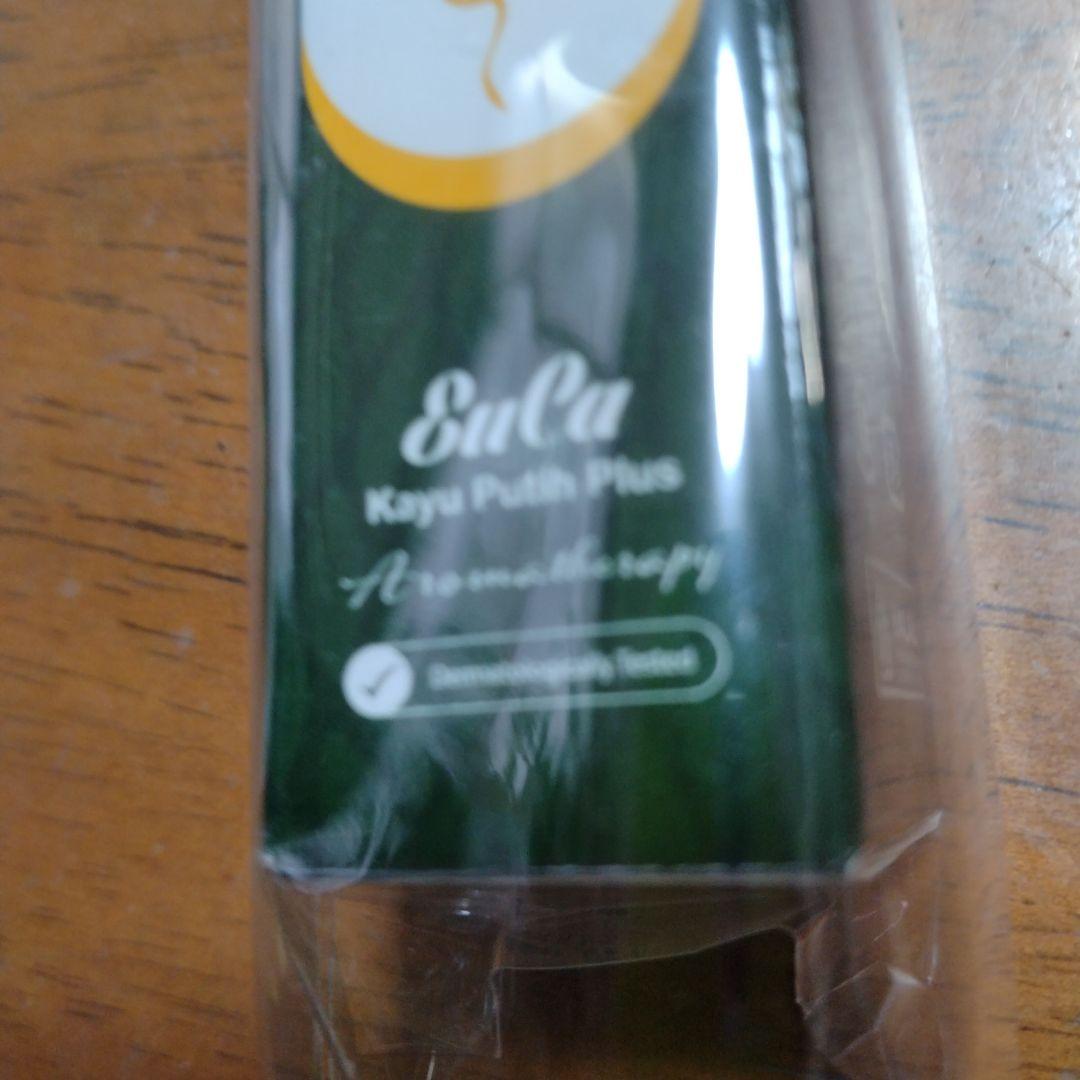 EuCa
Kayu Putih Plus
Aromatherapy
Dermatologically Tested